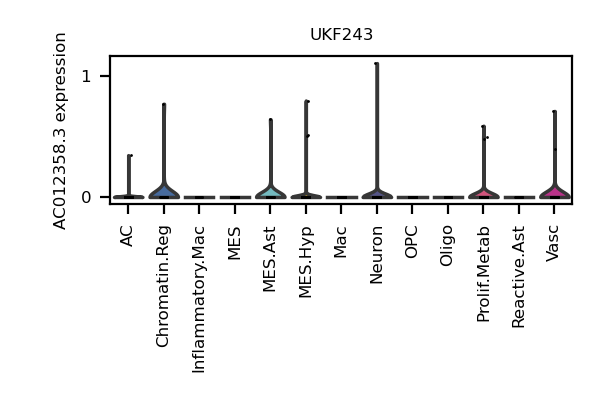 UKF243
AC012358.3 expression
1
0
AC
Chromatin.Reg
Inflammatory.Mac
MES
MES.Ast
MES.Hyp
Mac
Neuron
OPC
Oligo
Prolif.Metab
Reactive.Ast
Vasc